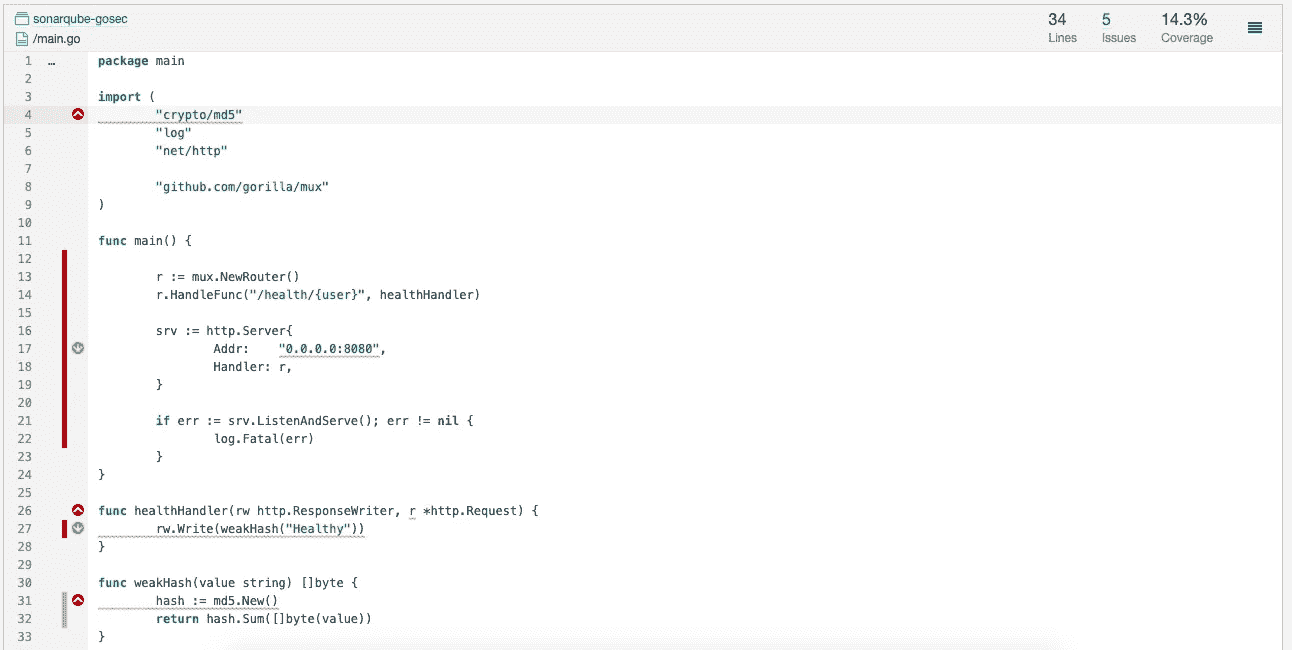 sonarqube-gosec
/main.go
34 5 14.3%
Lines Issues Coverage
1 … package main
2
3 import (
4 "crypto/md5"
5 "log"
6 "net/http"
7
8 "github.com/gorilla/mux"
9 )
10
11 func main() {
12
13 r := mux.NewRouter()
14 r.HandleFunc("/health/{user}", healthHandler)
15
16 srv := http.Server{
17 Addr: "0.0.0.0:8080",
18 Handler: r,
19 }
20
21 if err := srv.ListenAndServe(); err != nil {
22 log.Fatal(err)
23 }
24 }
25
26 func healthHandler(rw http.ResponseWriter, r *http.Request) {
27 rw.Write(weakHash("Healthy"))
28 }
29
30 func weakHash(value string) []byte {
31 hash := md5.New()
32 return hash.Sum([]byte(value))
33 }